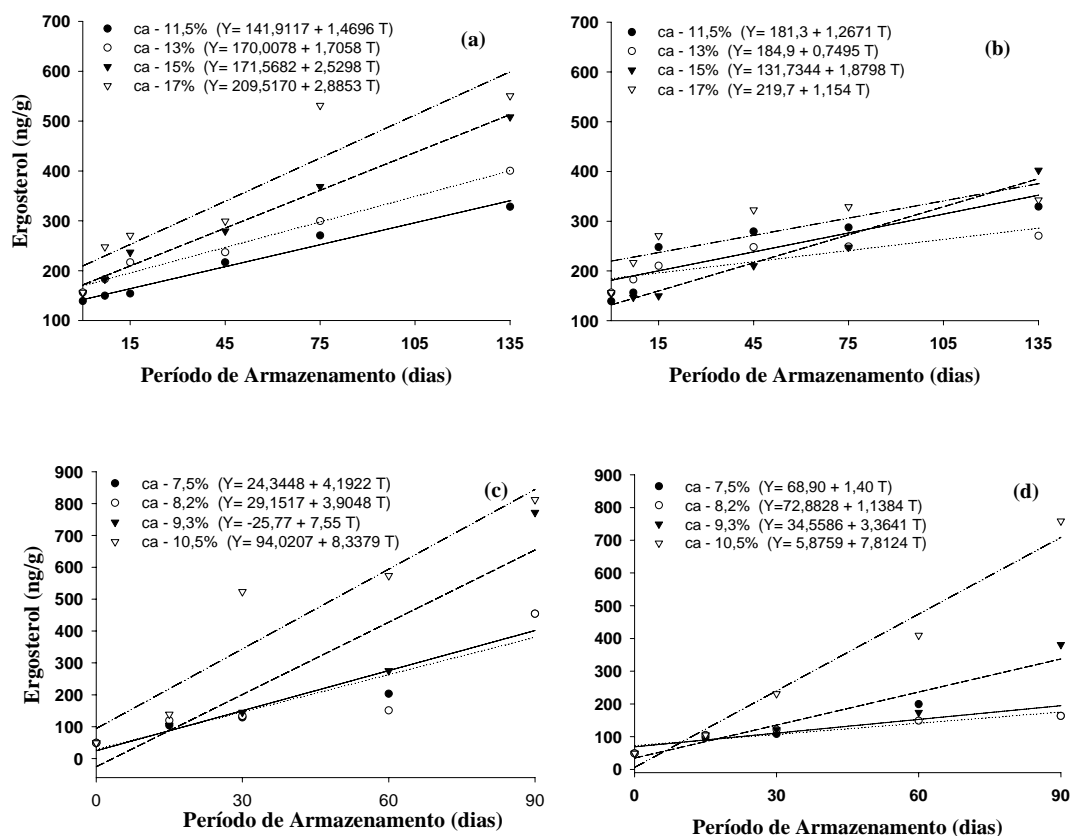 (a)
ca - 11,5% (Y= 141,9117 + 1,4696 T)
ca - 13% (Y= 170,0078 + 1,7058 T)
ca - 15% (Y= 171,5682 + 2,5298 T)
ca - 17% (Y= 209,5170 + 2,8853 T)
700
600
500
400
300
200
100
Ergosterol (ng/g)
15
45
75
105
135
Período de Armazenamento (dias)
(b)
ca - 11,5% (Y= 181,3 + 1,2671 T)
ca - 13% (Y= 184,9 + 0,7495 T)
ca - 15% (Y= 131,7344 + 1,8798 T)
ca - 17% (Y= 219,7 + 1,154 T)
700
600
500
400
300
200
100
15
45
75
105
135
Período de Armazenamento (dias)
(c)
ca - 7,5% (Y= 24,3448 + 4,1922 T)
ca - 8,2% (Y= 29,1517 + 3,9048 T)
ca - 9,3% (Y= -25,77 + 7,55 T)
ca - 10,5% (Y= 94,0207 + 8,3379 T)
900
800
700
600
500
400
300
200
100
0
Ergosterol (ng/g)
0
30
60
90
Período de Armazenamento (dias)
(d)
ca - 7,5% (Y= 68,90 + 1,40 T)
ca - 8,2% (Y=72,8828 + 1,1384 T)
ca - 9,3% (Y= 34,5586 + 3,3641 T)
ca - 10,5% (Y= 5,8759 + 7,8124 T)
900
800
700
600
500
400
300
200
100
0
0
30
60
90
Período de Armazenamento (dias)